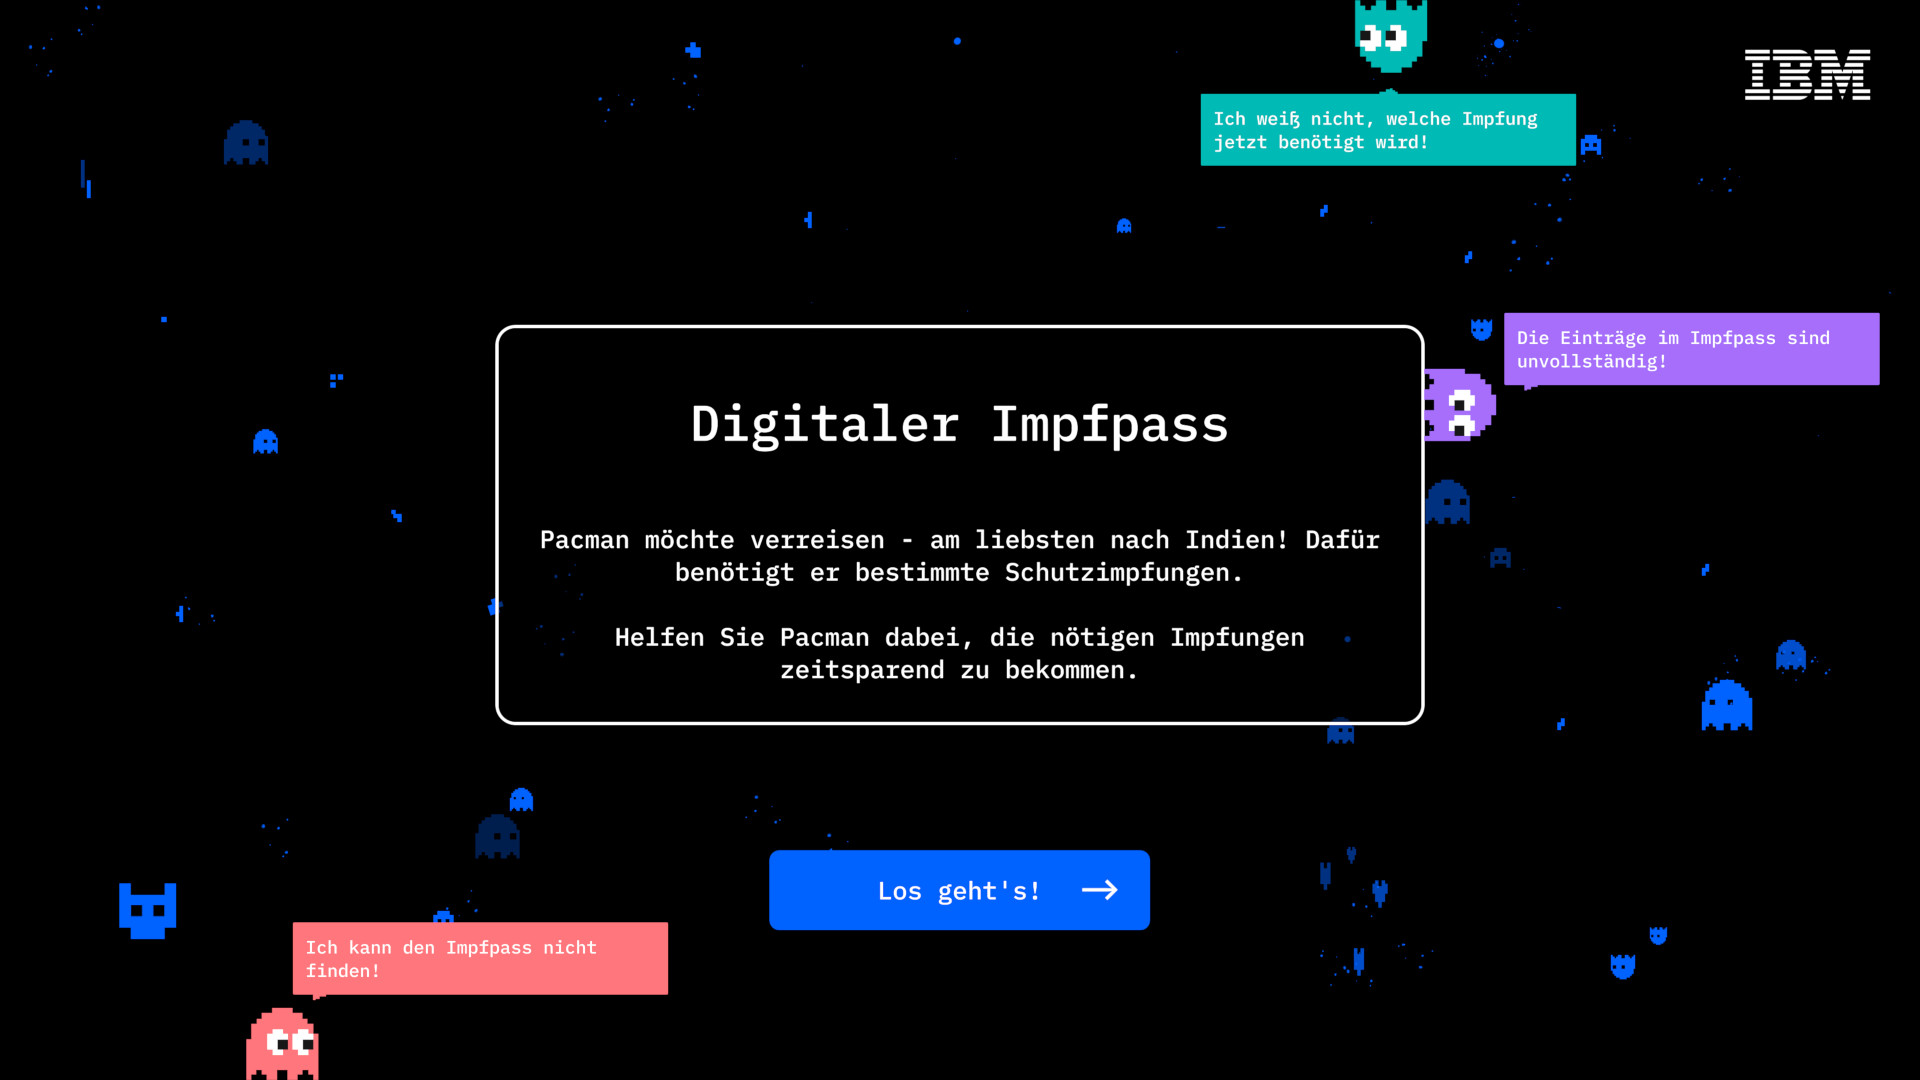 IBM
Ich weiß nicht, welche Impfung
jetzt benötigt wird!
Die Einträge im Impfpass sind
unvollständig!
Digitaler Impfpass
Pacman möchte verreisen - am liebsten nach Indien! Dafür
benötigt er bestimmte Schutzimpfungen.
Helfen Sie Pacman dabei, die nötigen Impfungen
zeitsparend zu bekommen.
Los geht's!
Ich kann den Impfpass nicht
finden!